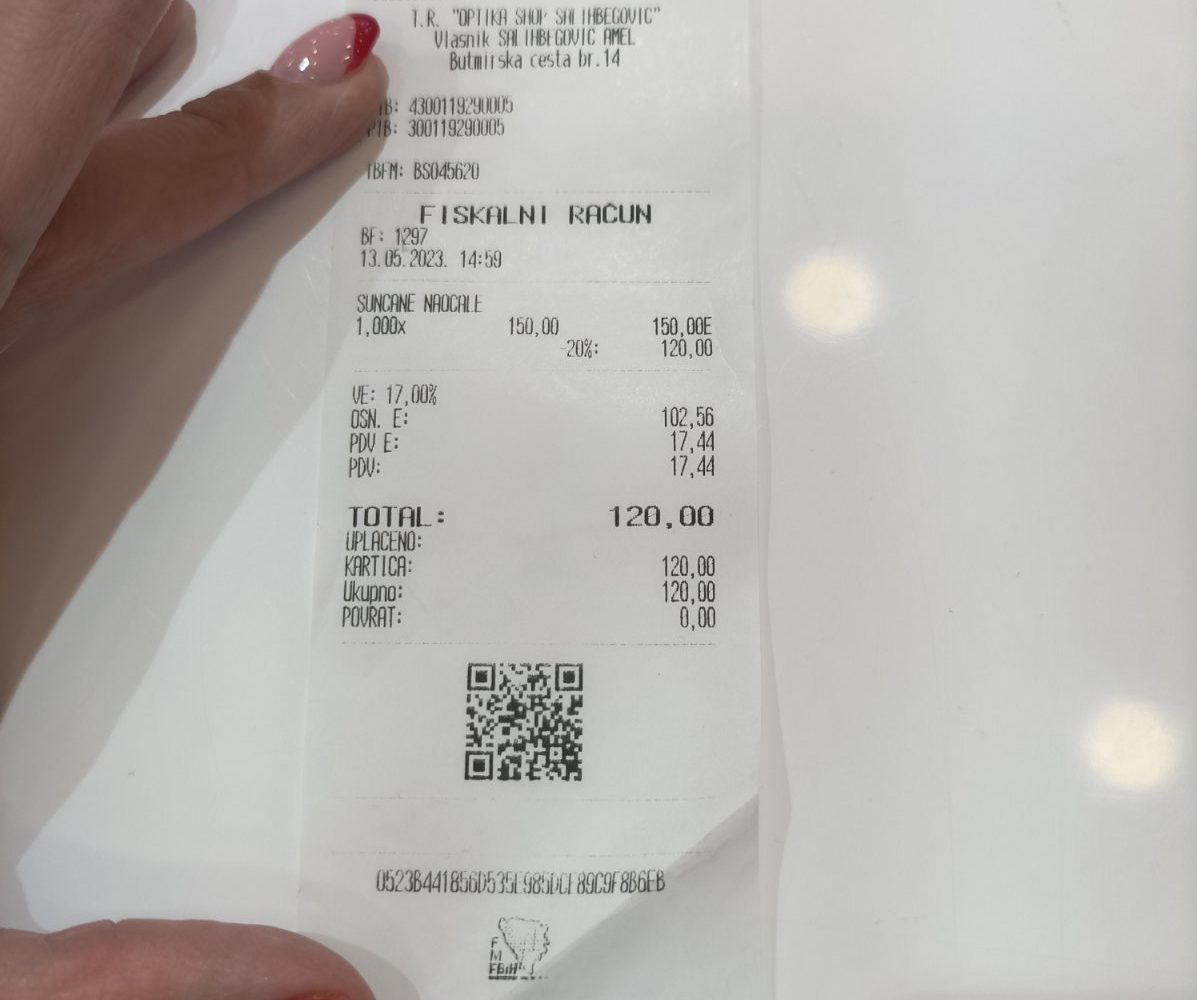 T.R. "OPTIKA SHOP SALIHBEGOVIC"
Vlasnik SALIHBEGOVIC AMEL
Butmirska cesta br.14
IB: 4300119290005
PIB: 300119290005
IBFM: BS045620
FISKALNI RAČUN
BF: 1297
13.05.2023. 14:59
SUNCANE NAOCALE
1,000x 150,00 150,00E
-20%: 120,00
VE: 17,00%
OSN. E: 102,56
PDV E: 17,44
PDV: 17,44
TOTAL: 120,00
UPLACENO:
KARTICA: 120,00
Ukupno: 120,00
POVRAT: 0,00
0523B441856D535E985DCF89C9F8B6EB
FM
FBiH